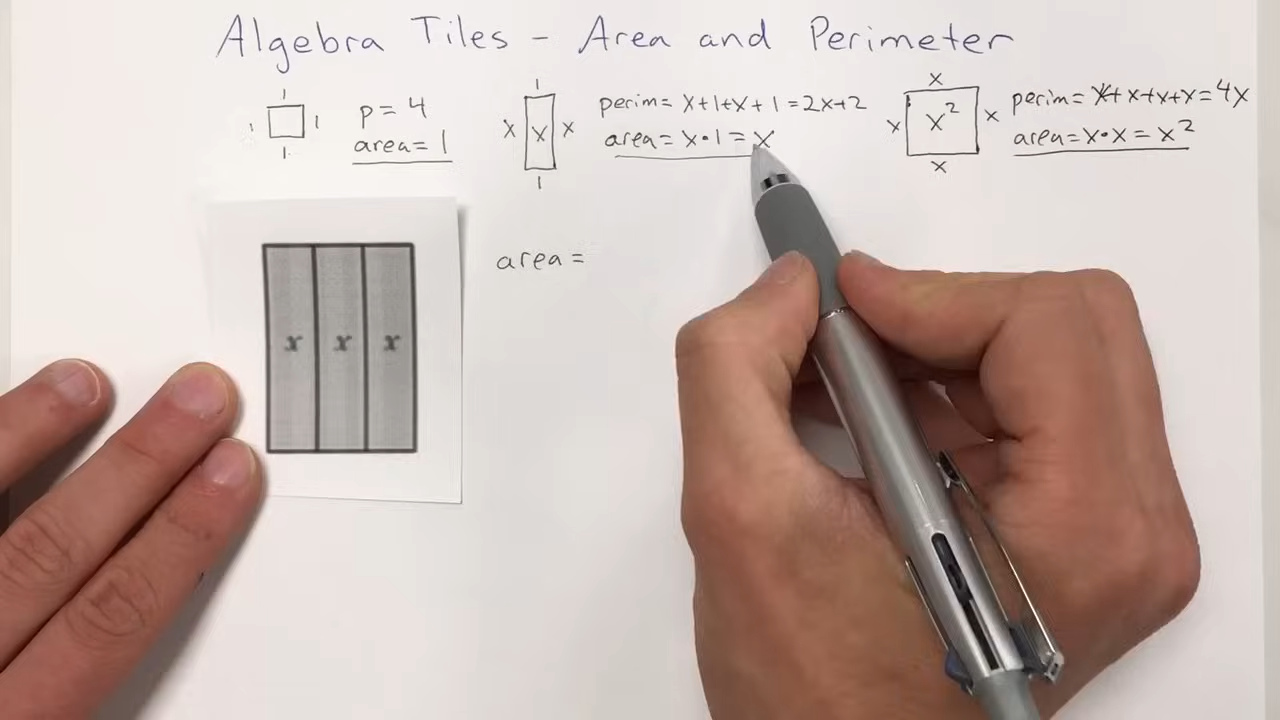 Algebra Tiles - Area and Perimeter
1
1 1
1
p = 4
area = 1
1
x x x
1
perim = x+1+x+1 = 2x+2
area = x•1 = x
x
x x² x
x
perim = x+x+x+x = 4x
area = x•x = x²
area =
x x x